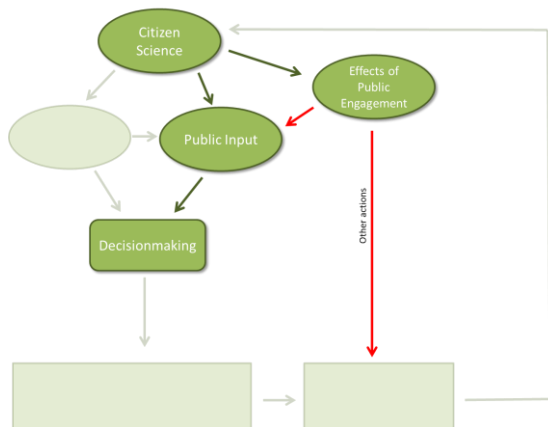 Citizen
Science
Effects of
Public
Engagement
Public Input
Decisionmaking
Other actions